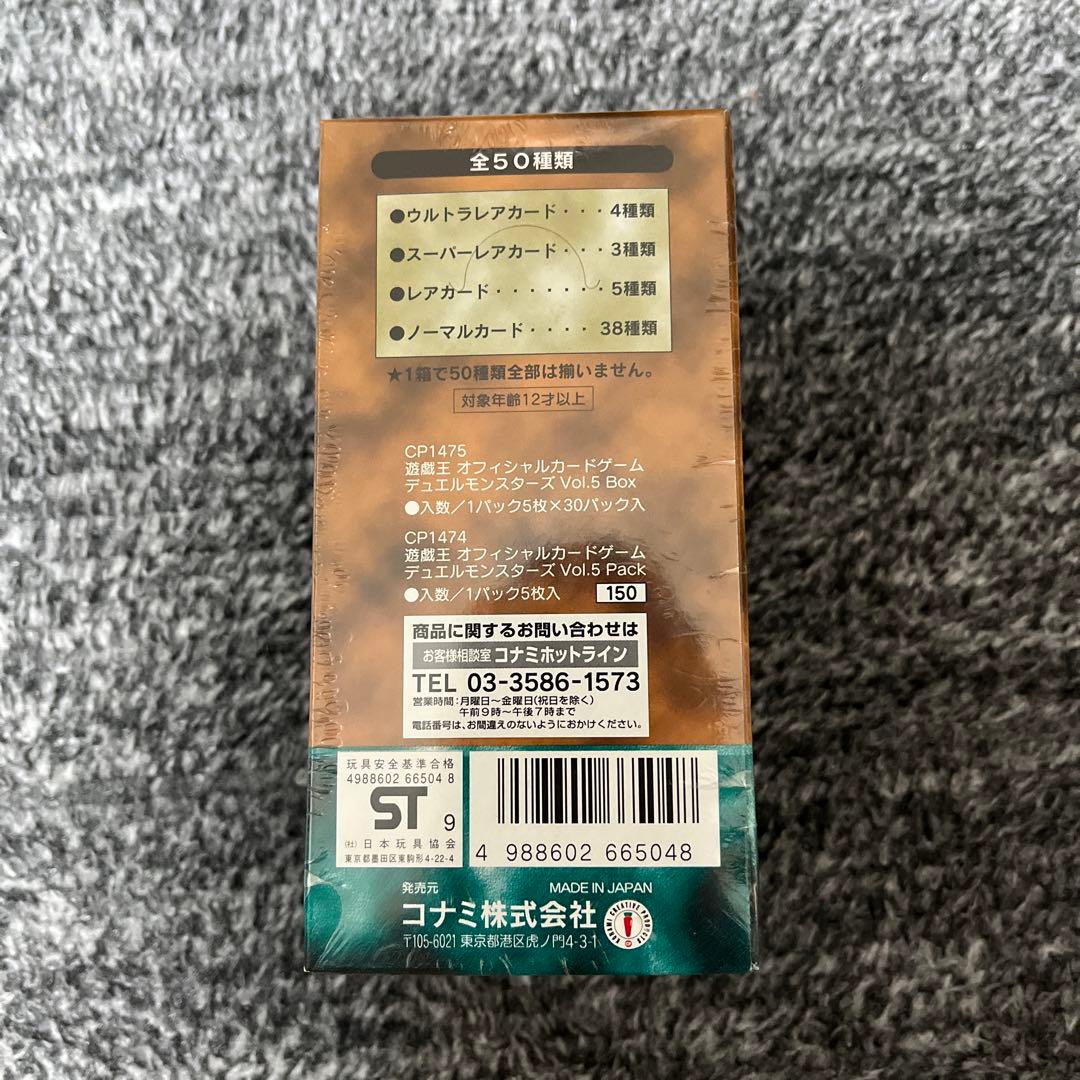 全50種類
●ウルトラレアカード・・・4種類
●スーパーレアカード・・・3種類
●レアカード・・・・・・・5種類
●ノーマルカード・・・・38種類
★1箱で50種類全部は揃いません。
対象年齢12才以上
CP1475
遊戯王 オフィシャルカードゲーム
デュエルモンスターズ Vol.5 Box
●入数/1パック5枚×30パック入
CP1474
遊戯王 オフィシャルカードゲーム
デュエルモンスターズ Vol.5 Pack
●入数/1パック5枚入 150
商品に関するお問い合わせは
お客様相談室 コナミホットライン
TEL 03-3586-1573
営業時間:月曜日~金曜日(祝日を除く)
午前9時~午後7時まで
電話番号は、お間違えのないようにおかけください。
玩具安全基準合格
4988602 66504 8
ST 9
(社)日本玩具協会
東京都墨田区東駒形4-22-4
4 988602 665048
発売元 MADE IN JAPAN
コナミ株式会社
KONAMI CREATIVE PRODUCTS
〒105-6021 東京都港区虎ノ門4-3-1